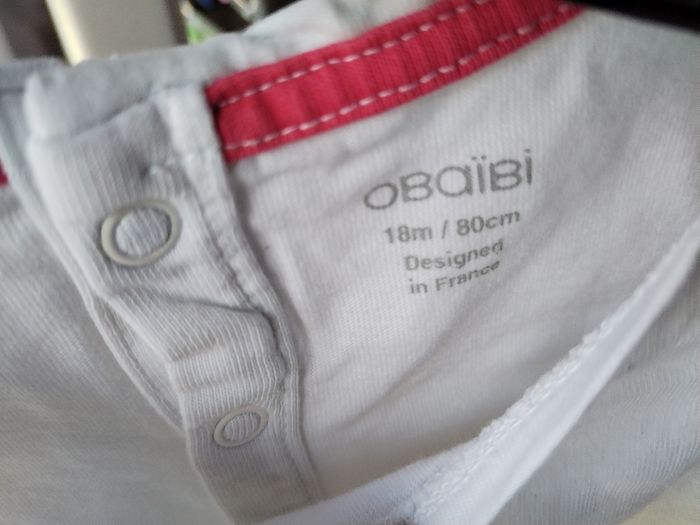 OBaïBi
18m / 80cm
Designed
in France